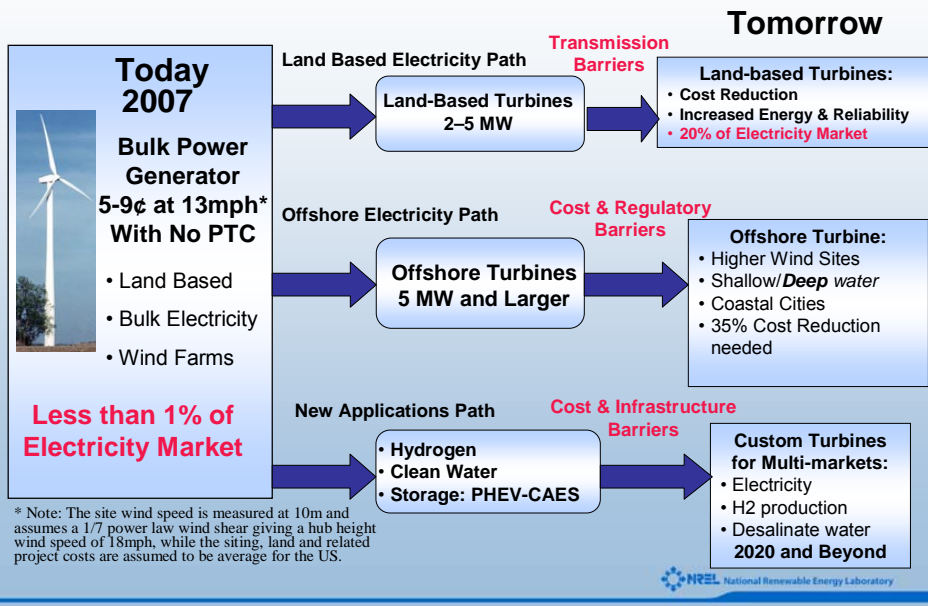 Tomorrow
Today
2007
Bulk Power
Generator
5-9¢ at 13mph*
With No PTC
• Land Based
• Bulk Electricity
• Wind Farms
Less than 1% of
Electricity Market
Land Based Electricity Path
Land-Based Turbines
2–5 MW
Transmission
Barriers
Land-based Turbines:
• Cost Reduction
• Increased Energy & Reliability
• 20% of Electricity Market
Offshore Electricity Path
Offshore Turbines
5 MW and Larger
Cost & Regulatory
Barriers
Offshore Turbine:
• Higher Wind Sites
• Shallow/Deep water
• Coastal Cities
• 35% Cost Reduction
needed
New Applications Path
• Hydrogen
• Clean Water
• Storage: PHEV-CAES
Cost & Infrastructure
Barriers
Custom Turbines
for Multi-markets:
• Electricity
• H2 production
• Desalinate water
2020 and Beyond
* Note: The site wind speed is measured at 10m and
assumes a 1/7 power law wind shear giving a hub height
wind speed of 18mph, while the siting, land and related
project costs are assumed to be average for the US.
NREL National Renewable Energy Laboratory